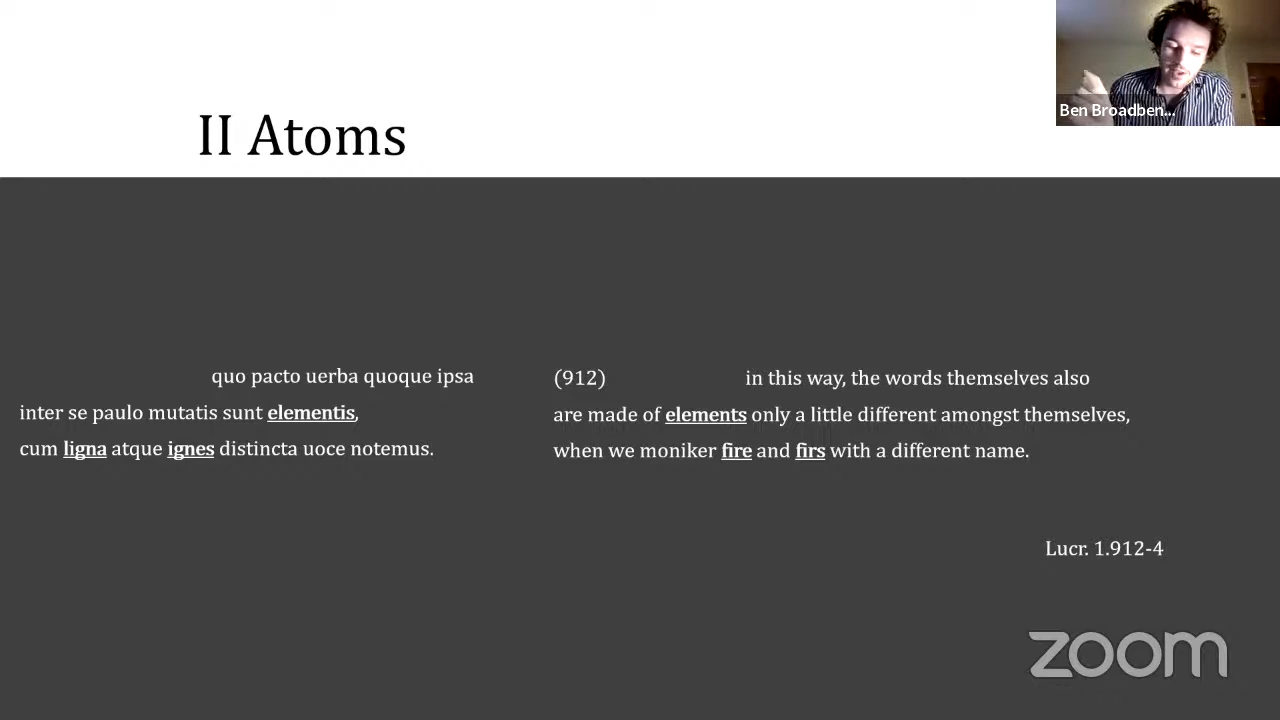 Ben Broadben...
II Atoms
quo pacto uerba quoque ipsa
inter se paulo mutatis sunt elementis,
cum ligna atque ignes distincta uoce notemus.
(912) in this way, the words themselves also
are made of elements only a little different amongst themselves,
when we moniker fire and firs with a different name.
Lucr. 1.912-4
zoom